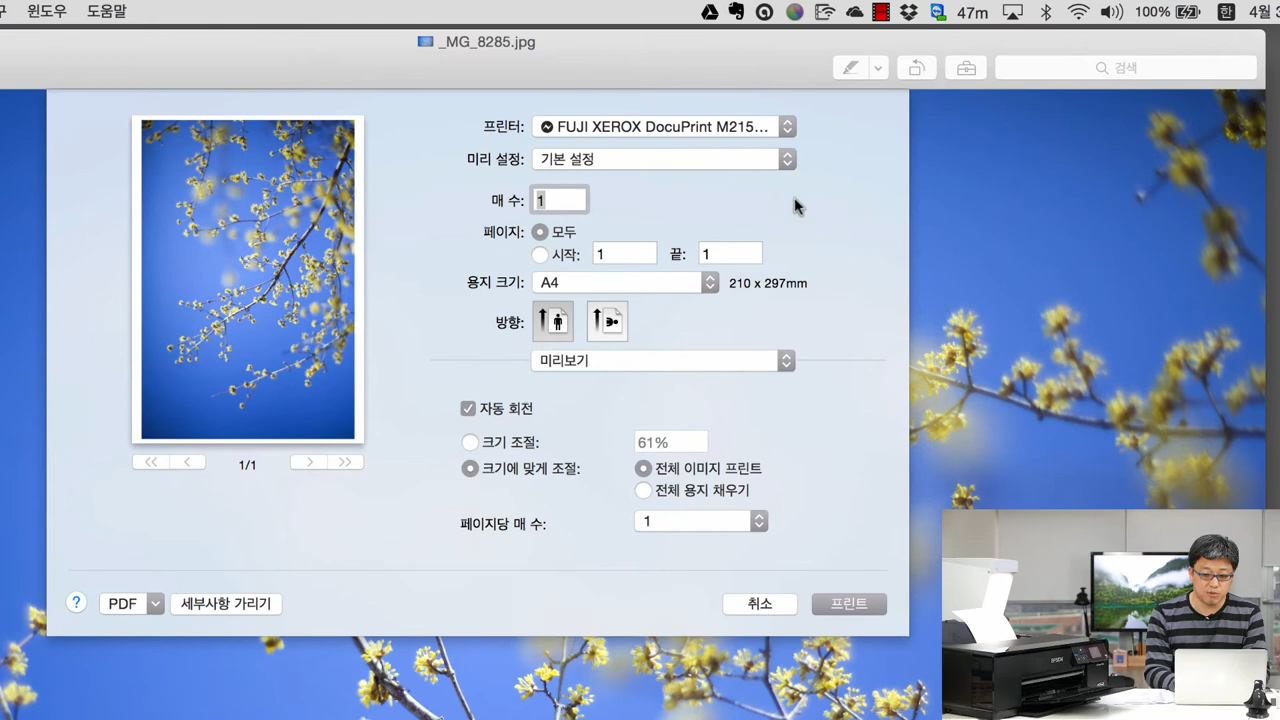 구 윈도우 도움말 47m 100% 한 4월
_MG_8285.jpg
검색
프린터: FUJI XEROX DocuPrint M215...
미리 설정: 기본 설정
매 수: 1
페이지: 모두
시작: 1 끝: 1
용지 크기: A4 210 x 297mm
방향:
미리보기
자동 회전
크기 조절: 61%
크기에 맞게 조절: 전체 이미지 프린트
전체 용지 채우기
페이지당 매 수: 1
<< < 1/1 > >>
? PDF 세부사항 가리기 취소 프린트
EPSON